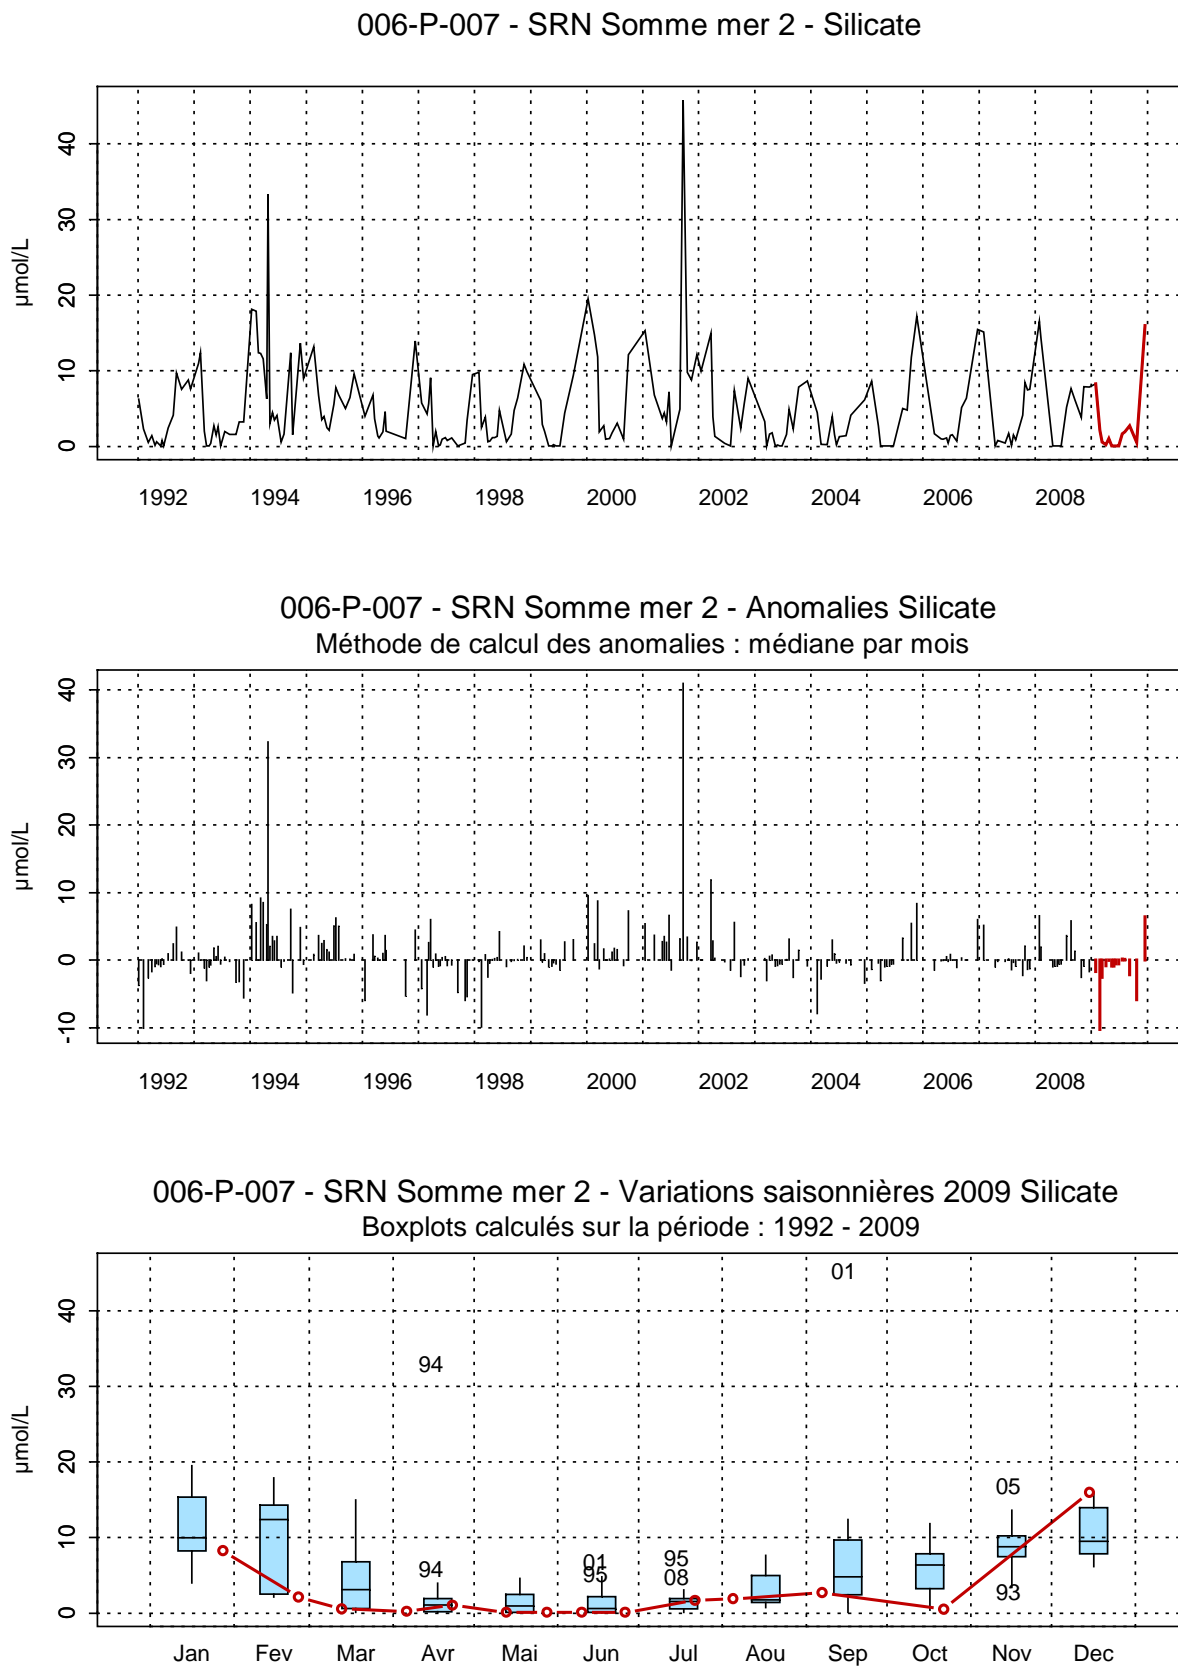 006-P-007 - SRN Somme mer 2 - Silicate
µmol/L
40
30
20
10
0
1992 1994 1996 1998 2000 2002 2004 2006 2008
006-P-007 - SRN Somme mer 2 - Anomalies Silicate
Méthode de calcul des anomalies : médiane par mois
µmol/L
40
30
20
10
0
-10
1992 1994 1996 1998 2000 2002 2004 2006 2008
006-P-007 - SRN Somme mer 2 - Variations saisonnières 2009 Silicate
Boxplots calculés sur la période : 1992 - 2009
µmol/L
40
30
20
10
0
01
94
05
94 01 95
95 08
93
Jan Fev Mar Avr Mai Jun Jul Aou Sep Oct Nov Dec